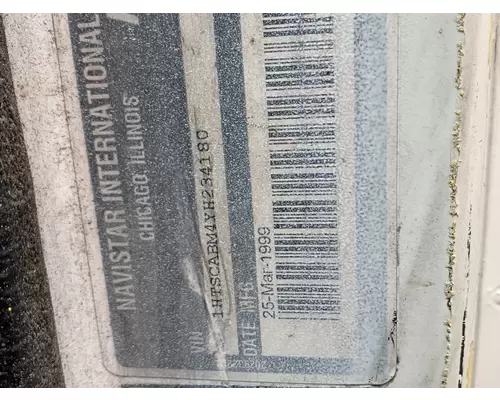 NAVISTAR INTERNATIONAL
CHICAGO, ILLINOIS
VIN
1HTSCABM4YH234180
DATE MFG
25-Mar-1999